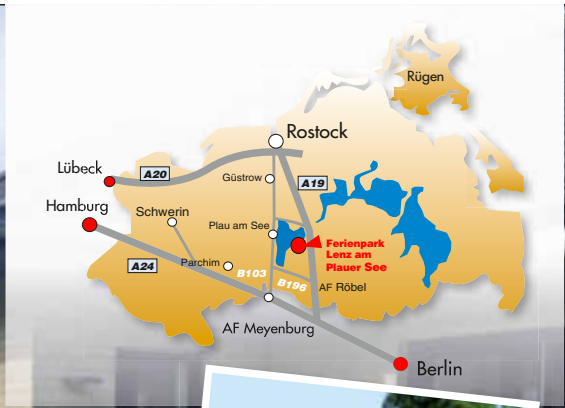 Rügen
Rostock
Lübeck
A20
Güstrow
A19
Hamburg
Schwerin
Plau am See
Ferienpark
Lenz am
Plauer See
A24
Parchim
B103
B196
AF Röbel
AF Meyenburg
Berlin